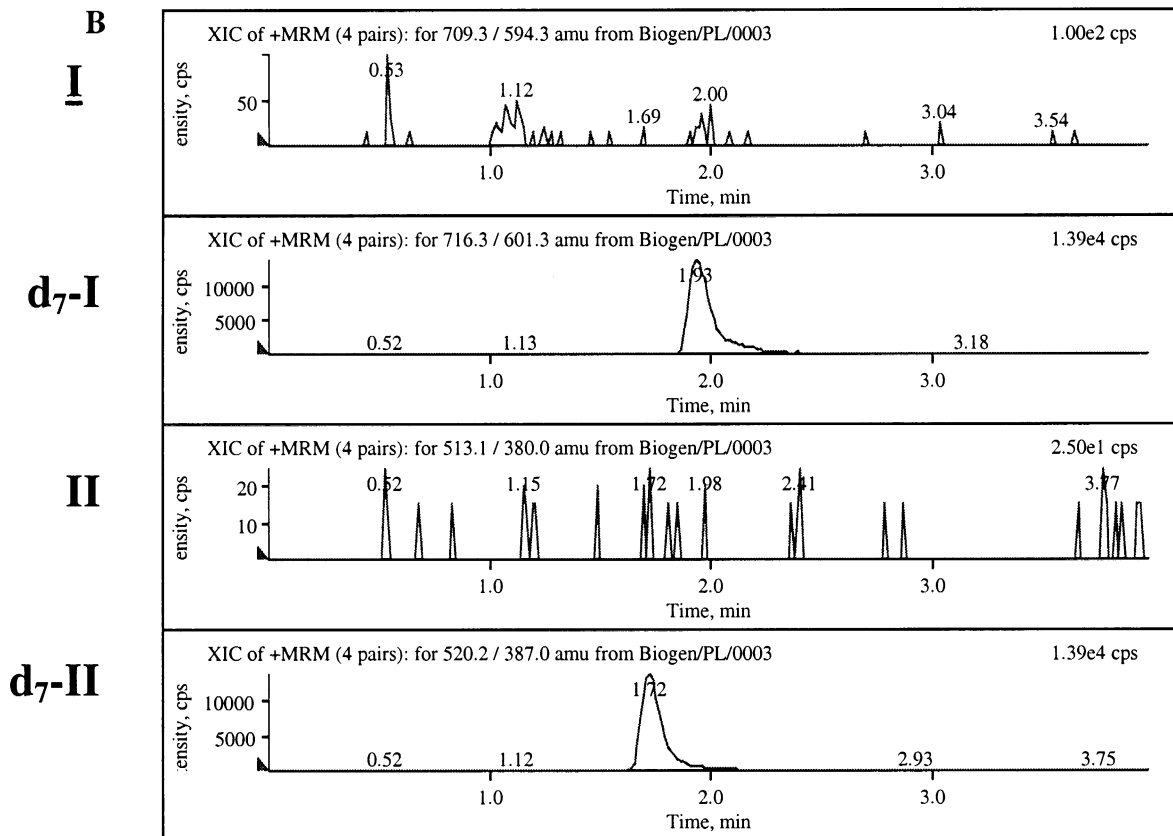 B
I
XIC of +MRM (4 pairs): for 709.3 / 594.3 amu from Biogen/PL/0003 1.00e2 cps
ensity, cps
50
0.53 1.12 1.69 2.00 3.04 3.54
1.0 2.0 3.0
Time, min
d7-I
XIC of +MRM (4 pairs): for 716.3 / 601.3 amu from Biogen/PL/0003 1.39e4 cps
ensity, cps
10000
5000
1.93
0.52 1.13 3.18
1.0 2.0 3.0
Time, min
II
XIC of +MRM (4 pairs): for 513.1 / 380.0 amu from Biogen/PL/0003 2.50e1 cps
ensity, cps
20
10
0.52 1.15 1.72 1.98 2.41 3.77
1.0 2.0 3.0
Time, min
d7-II
XIC of +MRM (4 pairs): for 520.2 / 387.0 amu from Biogen/PL/0003 1.39e4 cps
ensity, cps
10000
5000
1.72
0.52 1.12 2.93 3.75
1.0 2.0 3.0
Time, min